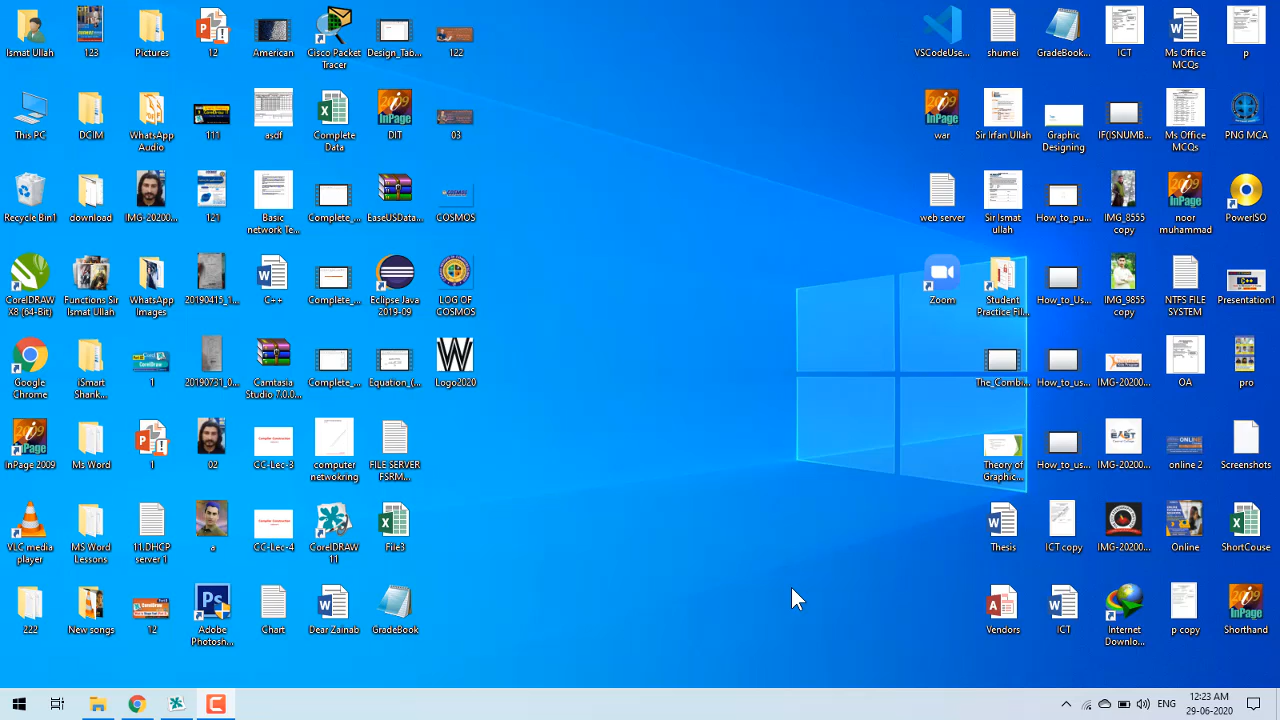 Ismat Ullah
123
Pictures
12
American
Cisco Packet
Tracer
Design_Tab...
122
VSCodeUse...
shumei
GradeBook...
ICT
Ms Office
MCQs
p
This PC
DCIM
WhatsApp
Audio
111
asdf
Complete
Data
DIT
03
war
Sir Irfan Ullah
Graphic
Designing
IF(ISNUMB...
Ms Office
MCQs
PNG MCA
Recycle Bin1
download
IMG-20200...
121
Basic
network Te...
Complete_...
EaseUSData...
COSMOS
web server
Sir Ismat
ullah
How_to_pu...
IMG_8555
copy
noor
muhammad
PowerISO
CorelDRAW
X8 (64-Bit)
Functions Sir
Ismat Ullah
WhatsApp
Images
20190415_1...
C++
Complete_...
Eclipse Java
2019-09
LOG OF
COSMOS
Zoom
Student
Practice Fil...
How_to_Us...
IMG_9855
copy
NTFS FILE
SYSTEM
Presentation1
Google
Chrome
iSmart
Shank...
1
20190731_0...
Camtasia
Studio 7.0.0...
Complete_...
Equation_(...
Logo2020
The_Combi...
How_to_us...
IMG-20200...
OA
pro
InPage 2009
Ms Word
1
02
CC-Lec-3
computer
netwokring
FILE SERVER
FSRM...
Theory of
Graphic...
How_to_us...
IMG-20200...
online 2
Screenshots
VLC media
player
MS Word
Lessons
11.DHCP
server 1
a
CC-Lec-4
CorelDRAW
11
File3
Thesis
ICT copy
IMG-20200...
Online
ShortCouse
222
New songs
12
Adobe
Photosh...
Chart
Dear Zainab
GradeBook
Vendors
ICT
Internet
Downlo...
p copy
Shorthand
ENG
12:23 AM
29-06-2020